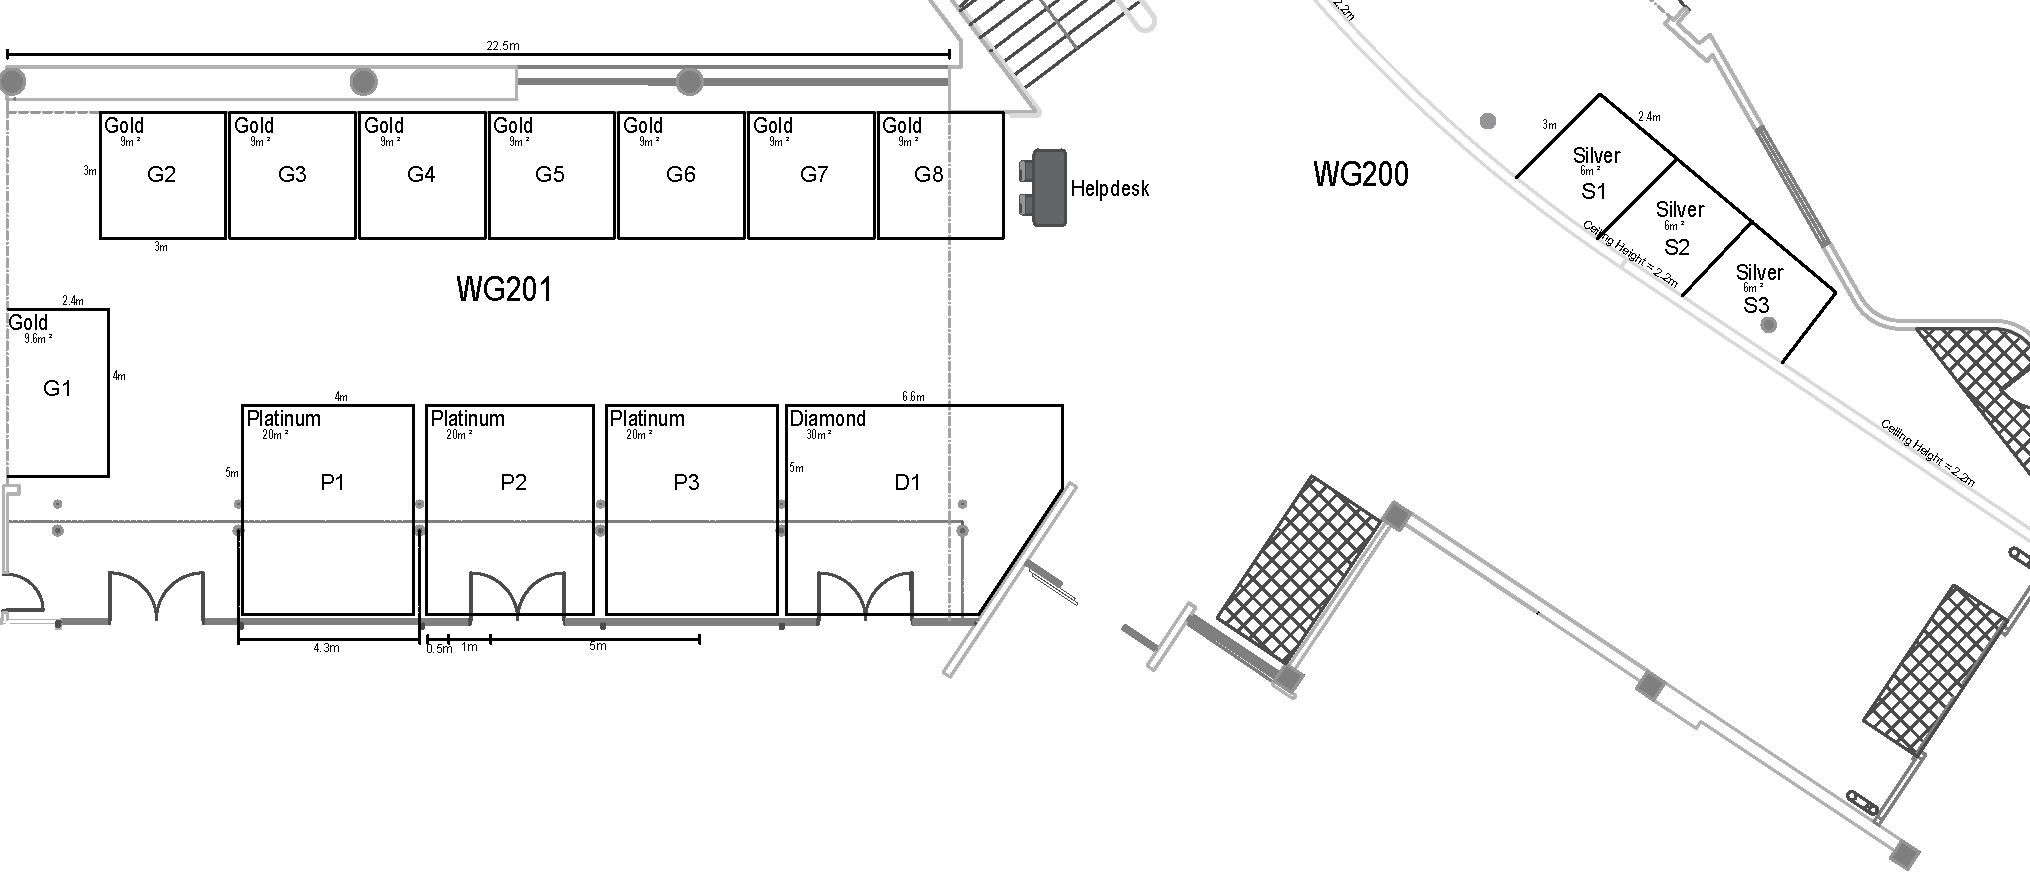 22.5m
2.2m
Gold
9m²
G2
3m
3m
Gold
9m²
G3
Gold
9m²
G4
Gold
9m²
G5
Gold
9m²
G6
Gold
9m²
G7
Gold
9m²
G8
Helpdesk
WG201
WG200
3m
2.4m
Silver
6m²
S1
Silver
6m²
S2
Silver
6m²
S3
Ceiling Height = 2.2m
Ceiling Height = 2.2m
2.4m
Gold
9.6m²
G1
4m
4m
Platinum
20m²
5m
P1
Platinum
20m²
P2
Platinum
20m²
P3
6.6m
Diamond
30m²
5m
D1
4.3m
0.5m
1m
5m